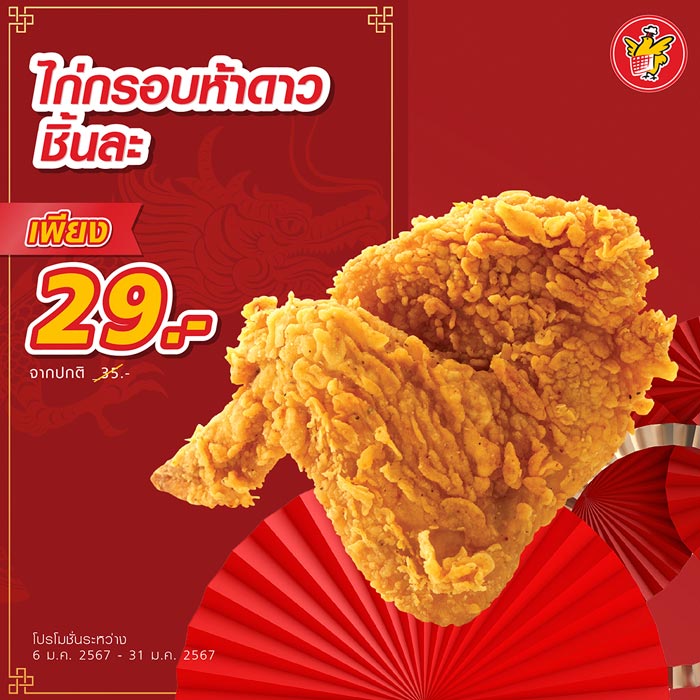 ไก่กรอบห้าดาว
ชิ้นละ
เพียง
29.-
จากปกติ 35.-
โปรโมชั่นระหว่าง
6 ม.ค. 2567 - 31 ม.ค. 2567